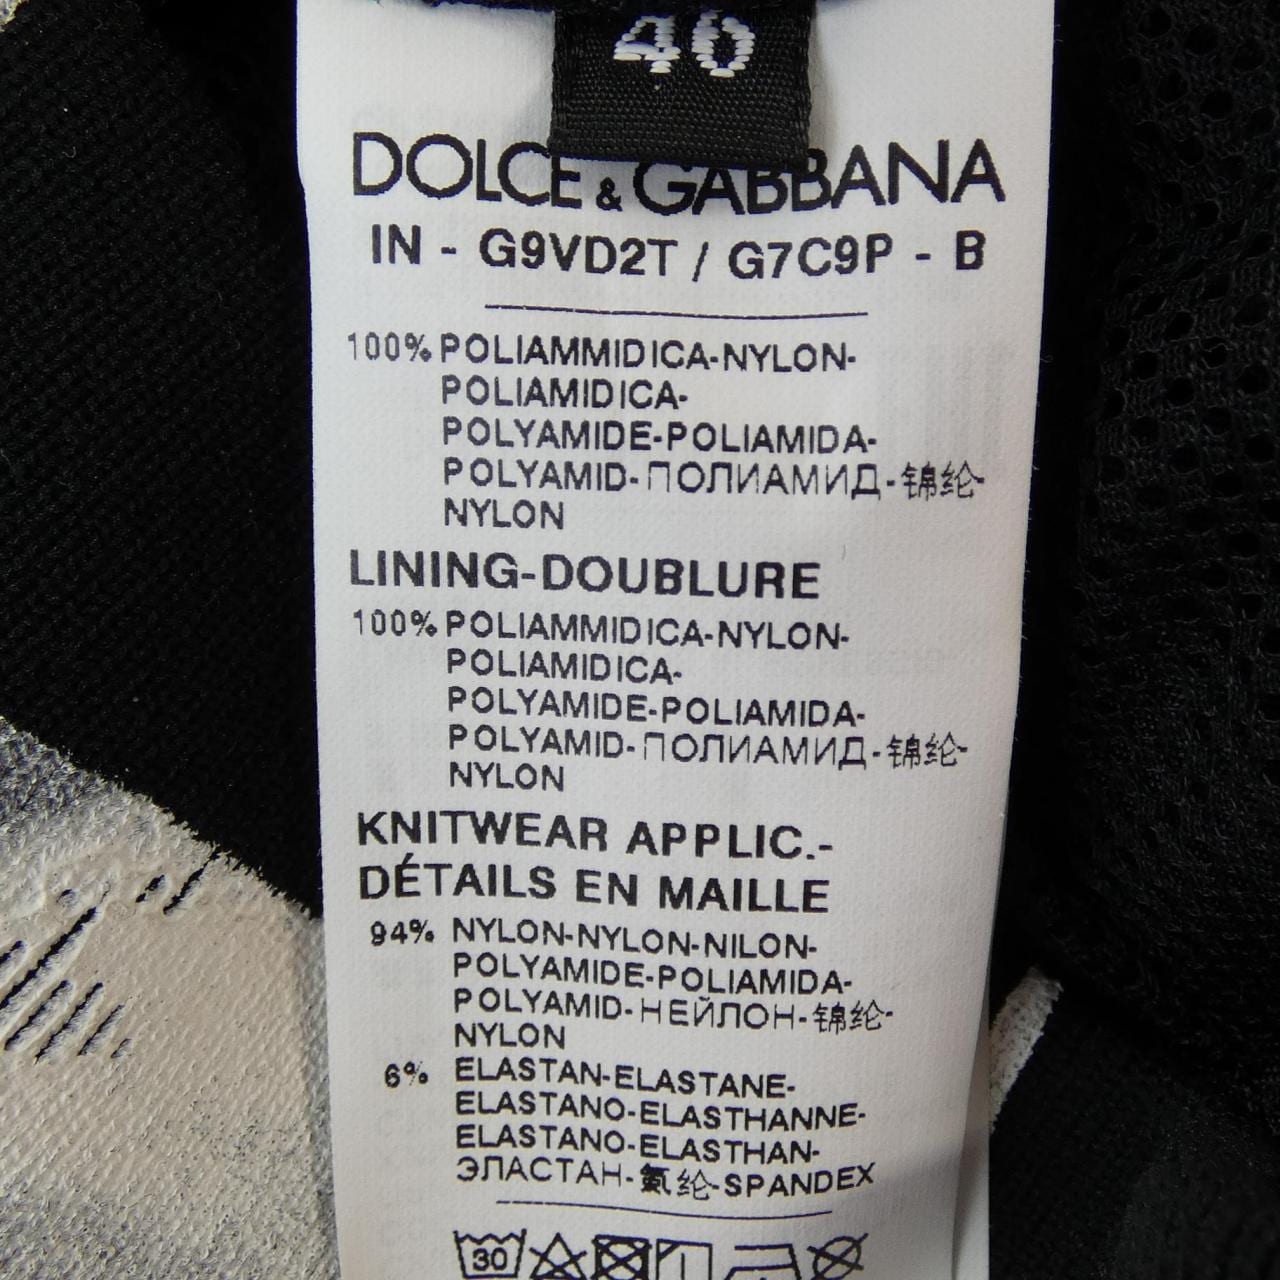 46
DOLCE & GABBANA
IN - G9VD2T / G7C9P - B
100% POLIAMMIDICA-NYLON-
POLIAMIDICA-
POLYAMIDE-POLIAMIDA-
POLYAMID-ПОЛИАМИД-锦纶-
NYLON
LINING-DOUBLURE
100% POLIAMMIDICA-NYLON-
POLIAMIDICA-
POLYAMIDE-POLIAMIDA-
POLYAMID-ПОЛИАМИД-锦纶-
NYLON
KNITWEAR APPLIC.-
DÉTAILS EN MAILLE
94% NYLON-NYLON-NILON-
POLYAMIDE-POLIAMIDA-
POLYAMID-НЕЙЛОН-锦纶-
NYLON
6% ELASTAN-ELASTANE-
ELASTANO-ELASTHANNE-
ELASTANO-ELASTHAN-
ЭЛАСТАН-氨纶-SPANDEX
30